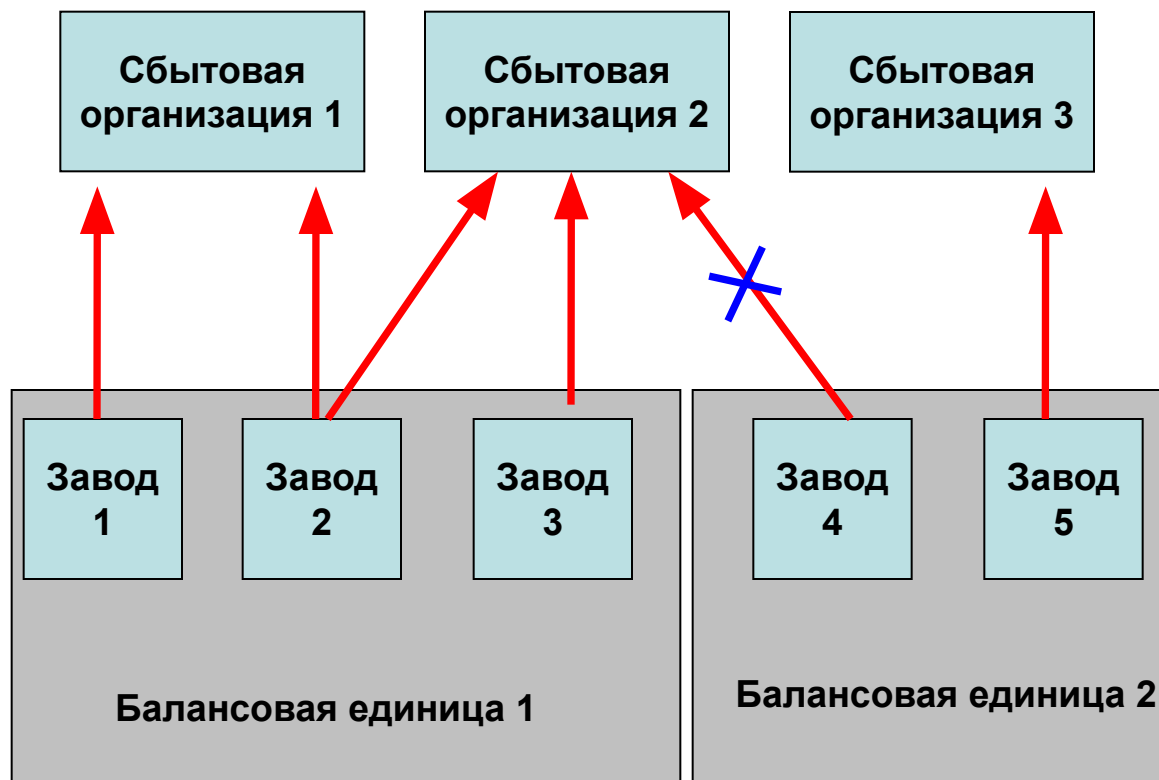 Сбытовая
организация 1
Сбытовая
организация 2
Сбытовая
организация 3
Завод
1
Завод
2
Завод
3
Завод
4
Завод
5
Балансовая единица 1
Балансовая единица 2